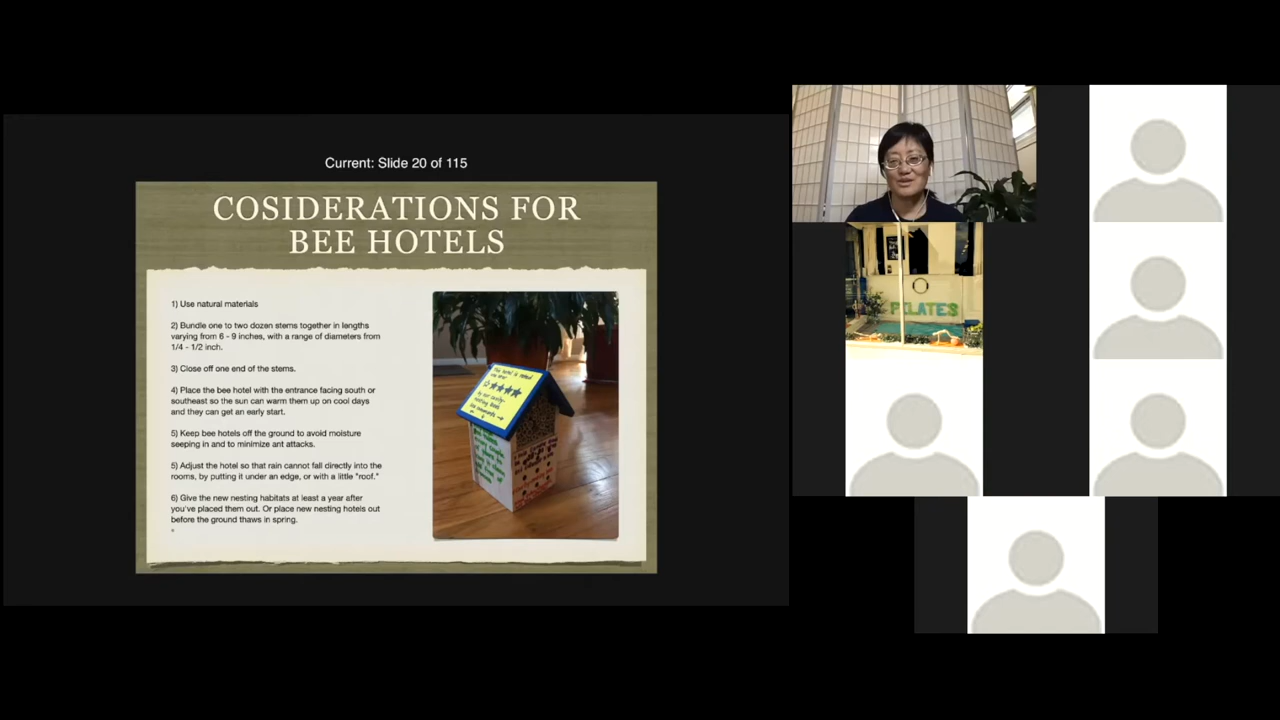 Current: Slide 20 of 115
COSIDERATIONS FOR
BEE HOTELS
1) Use natural materials
2) Bundle one to two dozen stems together in lengths
varying from 6 - 9 inches, with a range of diameters from
1/4 - 1/2 inch.
3) Close off one end of the stems.
4) Place the bee hotel with the entrance facing south or
southeast so the sun can warm them up on cool days
and they can get an early start.
5) Keep bee hotels off the ground to avoid moisture
seeping in and to minimize ant attacks.
5) Adjust the hotel so that rain cannot fall directly into the
rooms, by putting it under an edge, or with a little "roof."
6) Give the new nesting habitats at least a year after
you've placed them out. Or place new nesting hotels out
before the ground thaws in spring.
This hotel is rated
PILATES